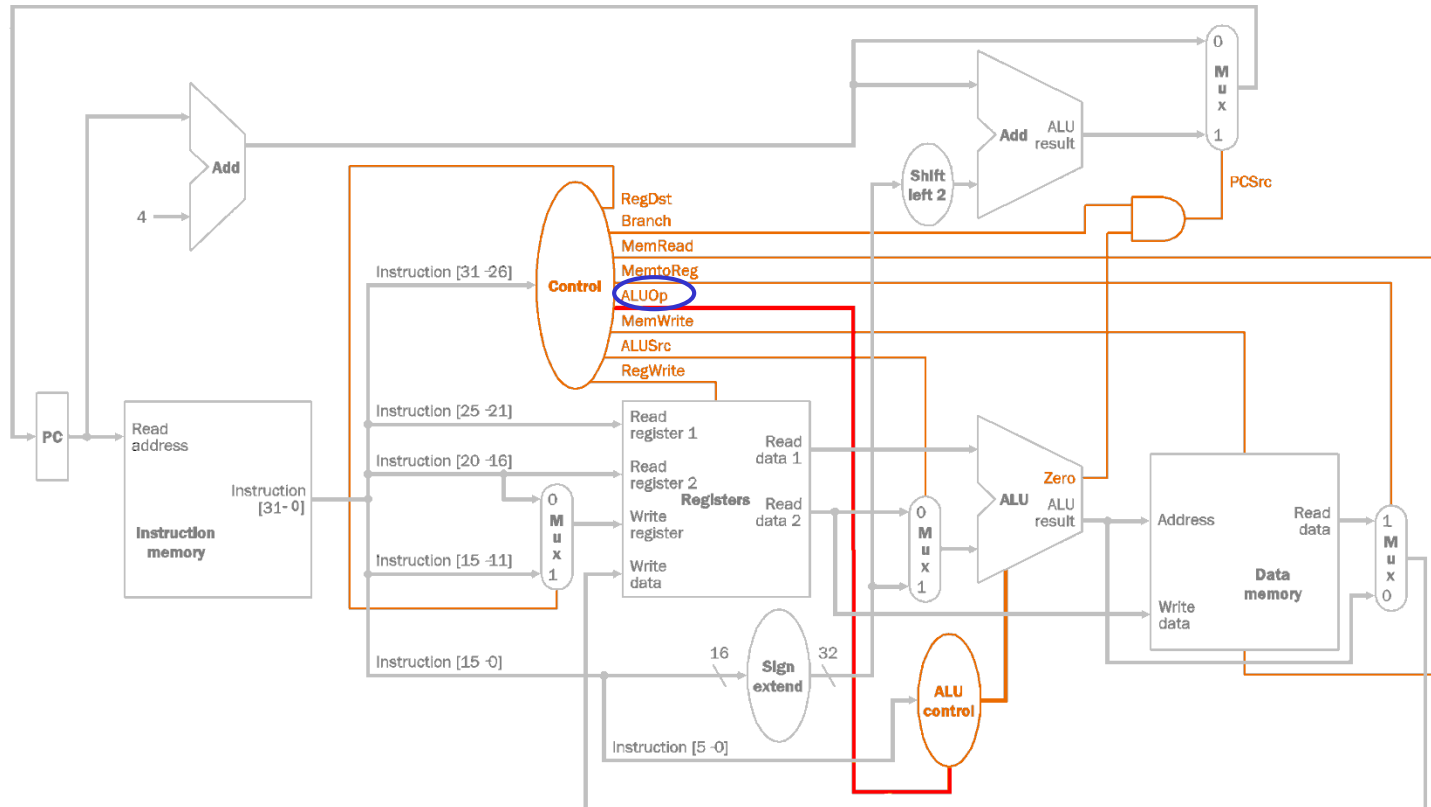 0
M
u
x
1
Add
ALU
result
Add
Shift
left 2
PCSrc
4
RegDst
Branch
MemRead
MemtoReg
ALUOp
MemWrite
ALUSrc
RegWrite
Control
Instruction [31-26]
PC
Read
address
Instruction
[31-0]
Instruction
memory
Instruction [25-21]
Instruction [20-16]
Instruction [15-11]
0
M
u
x
1
Read
register 1
Read
register 2
Write
register
Write
data
Registers
Read
data 1
Read
data 2
0
M
u
x
1
Zero
ALU
ALU
result
Address
Write
data
Read
data
Data
memory
1
M
u
x
0
Instruction [15-0]
16
Sign
extend
32
ALU
control
Instruction [5-0]